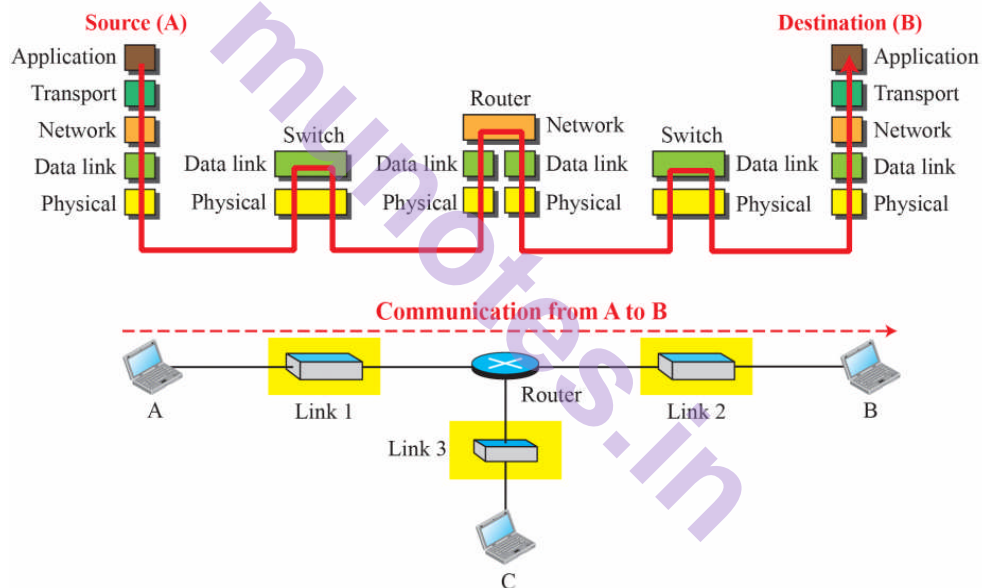 Source (A)
Destination (B)
Application
Transport
Network
Data link
Physical
Switch
Data link
Physical
Router
Network
Data link
Data link
Physical
Physical
Switch
Data link
Physical
Application
Transport
Network
Data link
Physical
Communication from A to B
A
Link 1
Router
Link 2
B
Link 3
C
munotes.in